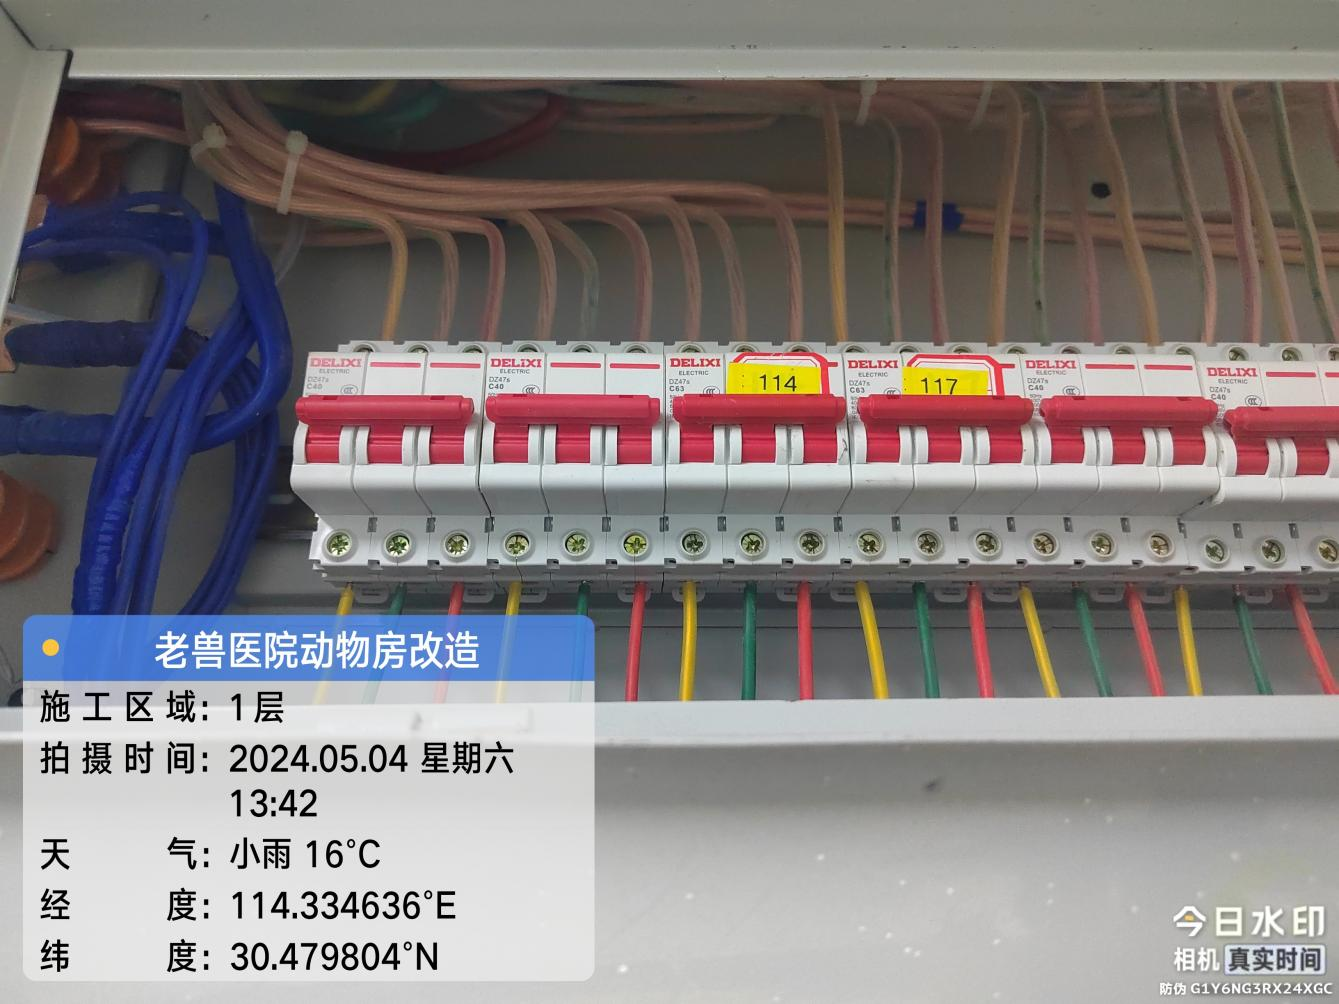 DELIXI
ELECTRIC
DZ47s
C40
DELIXI
ELECTRIC
DZ47s
C40
DELIXI
ELECTRIC
DZ47s
C63
114
DELIXI
ELECTRIC
DZ47s
C63
117
DELIXI
ELECTRIC
DZ47s
C40
DELIXI
ELECTRIC
DZ47s
C40
老兽医院动物房改造
施工区域：1层
拍摄时间：2024.05.04 星期六
13:42
天气：小雨 16°C
经度：114.334636°E
纬度：30.479804°N
今日水印
相机 真实时间
防伪 G1Y6NG3RX24XGC